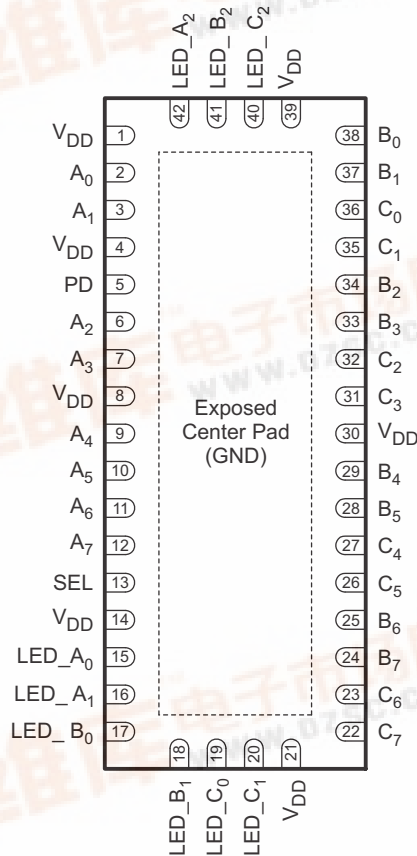 LED_A2
LED_B2
LED_C2
VDD
42
41
40
39
VDD 1
A0 2
A1 3
VDD 4
PD 5
A2 6
A3 7
VDD 8
A4 9
A5 10
A6 11
A7 12
SEL 13
VDD 14
LED_A0 15
LED_ A1 16
LED_ B0 17
Exposed
Center Pad
(GND)
38 B0
37 B1
36 C0
35 C1
34 B2
33 B3
32 C2
31 C3
30 VDD
29 B4
28 B5
27 C4
26 C5
25 B6
24 B7
23 C6
22 C7
18
19
20
21
LED_B1
LED_C0
LED_C1
VDD